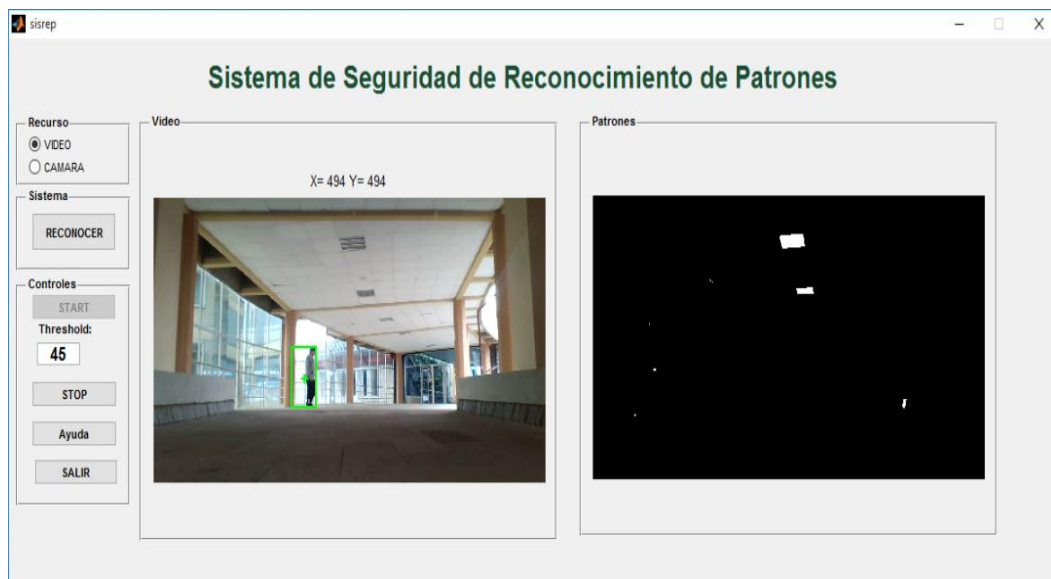 sisrep
Sistema de Seguridad de Reconocimiento de Patrones
Recurso
VIDEO
CAMARA
Sistema
RECONOCER
Controles
START
Threshold:
45
STOP
Ayuda
SALIR
Video
X= 494 Y= 494
Patrones